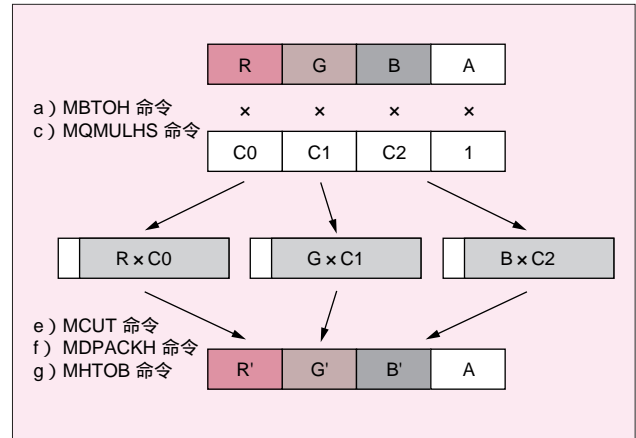 R G B A
a）MBTOH 命令 × × × ×
c）MQMULHS 命令
C0 C1 C2 1
R×C0 G×C1 B×C2
e）MCUT 命令
f）MDPACKH 命令
g）MHTOB 命令
R' G' B' A